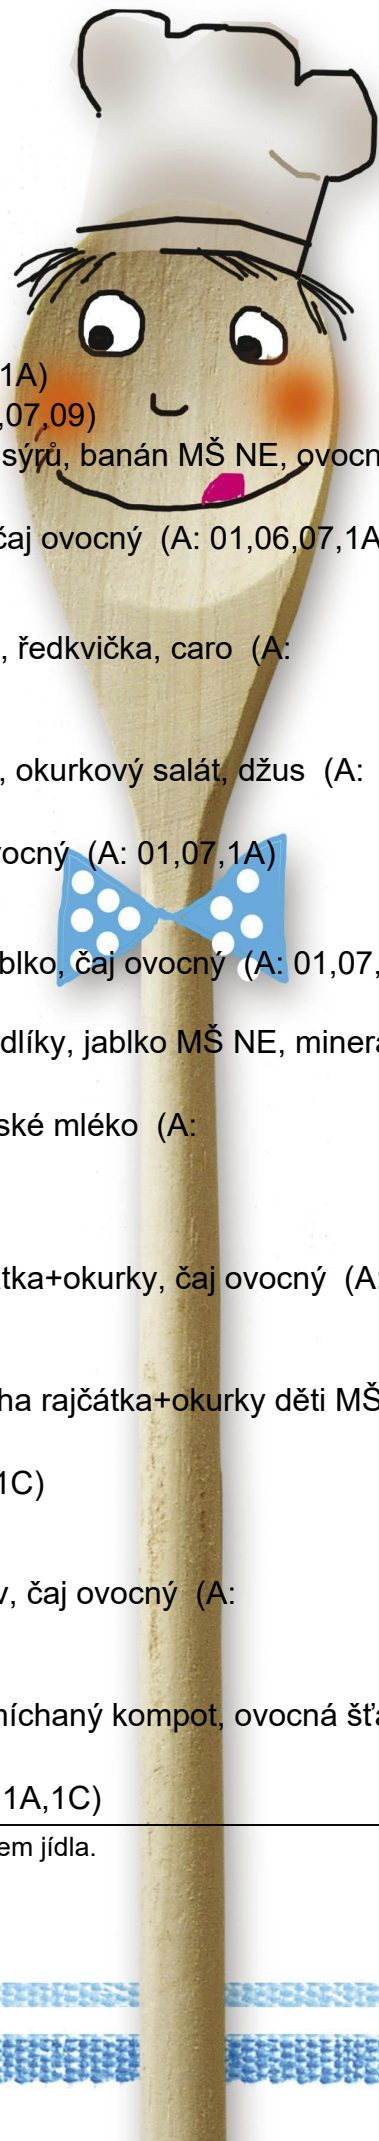 1A)
,07,09)
sýrů, banán MŠ NE, ovocn
čaj ovocný (A: 01,06,07,1A
, ředkvička, caro (A:
, okurkový salát, džus (A:
ocný (A: 01,07,1A)
blko, čaj ovocný (A: 01,07,
dlíky, jablko MŠ NE, minera
ské mléko (A:
tka+okurky, čaj ovocný (A:
ha rajčátka+okurky děti MŠ
1C)
, čaj ovocný (A:
míchaný kompot, ovocná šťa
1A,1C)
em jídla.